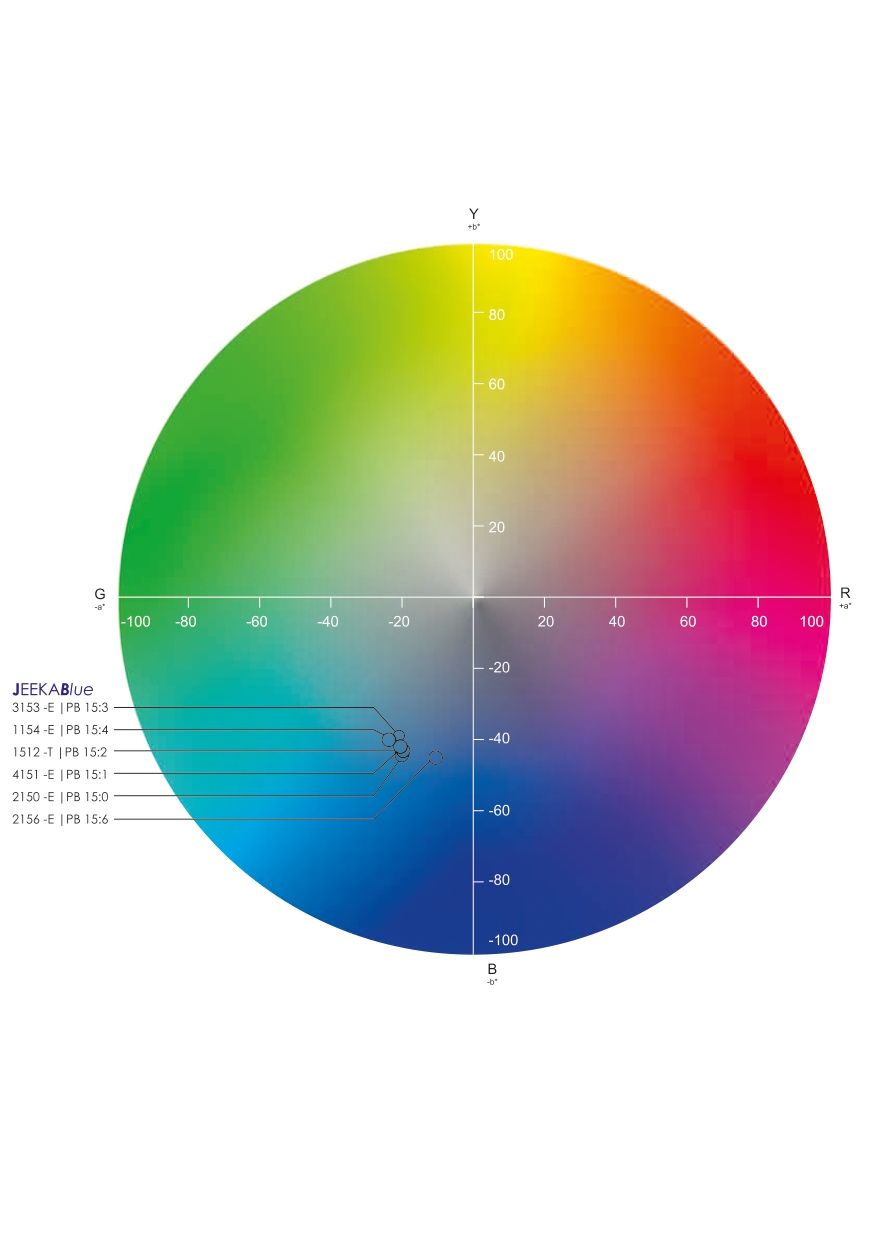 Y
+b*
100
80
60
40
20
G
-a*
R
+a*
-100 -80 -60 -40 -20 20 40 60 80 100
-20
JEEKABlue
3153 -E | PB 15:3
1154 -E | PB 15:4
1512 -T | PB 15:2
4151 -E | PB 15:1
2150 -E | PB 15:0
2156 -E | PB 15:6
-40
-60
-80
-100
B
-b*